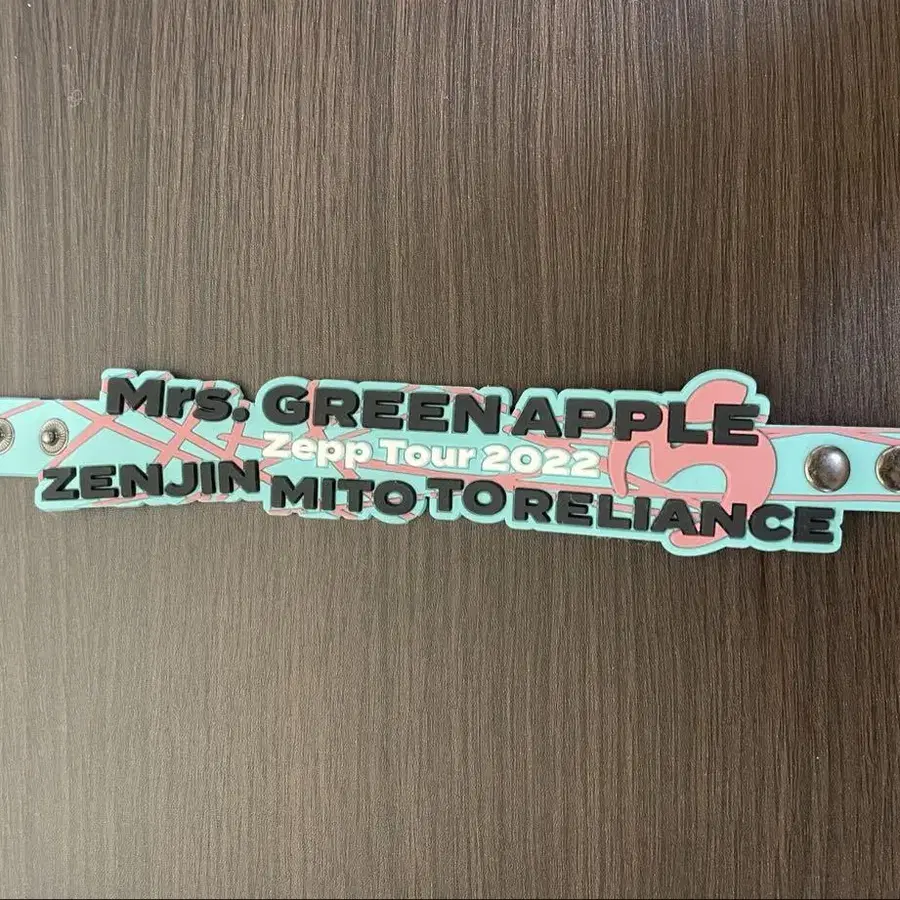 Mrs. GREEN APPLE
Zepp Tour 2022
ZENJIN MITO TO RELIANCE